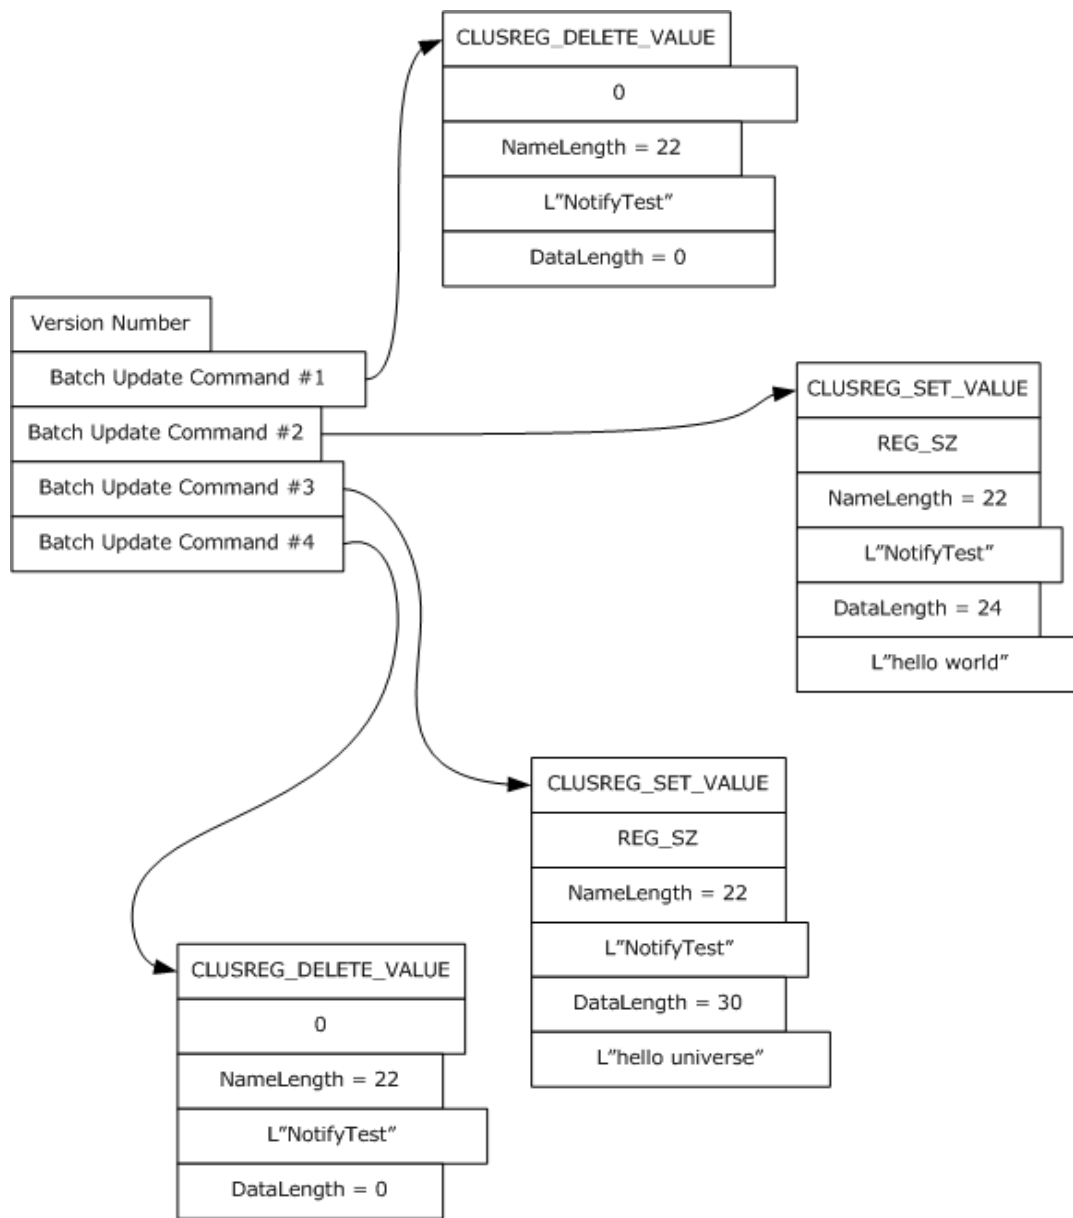 CLUSREG_DELETE_VALUE
0
NameLength = 22
L”NotifyTest”
DataLength = 0
Version Number
Batch Update Command #1
Batch Update Command #2
Batch Update Command #3
Batch Update Command #4
CLUSREG_SET_VALUE
REG_SZ
NameLength = 22
L”NotifyTest”
DataLength = 24
L”hello world”
CLUSREG_SET_VALUE
REG_SZ
NameLength = 22
L”NotifyTest”
DataLength = 30
L”hello universe”
CLUSREG_DELETE_VALUE
0
NameLength = 22
L”NotifyTest”
DataLength = 0